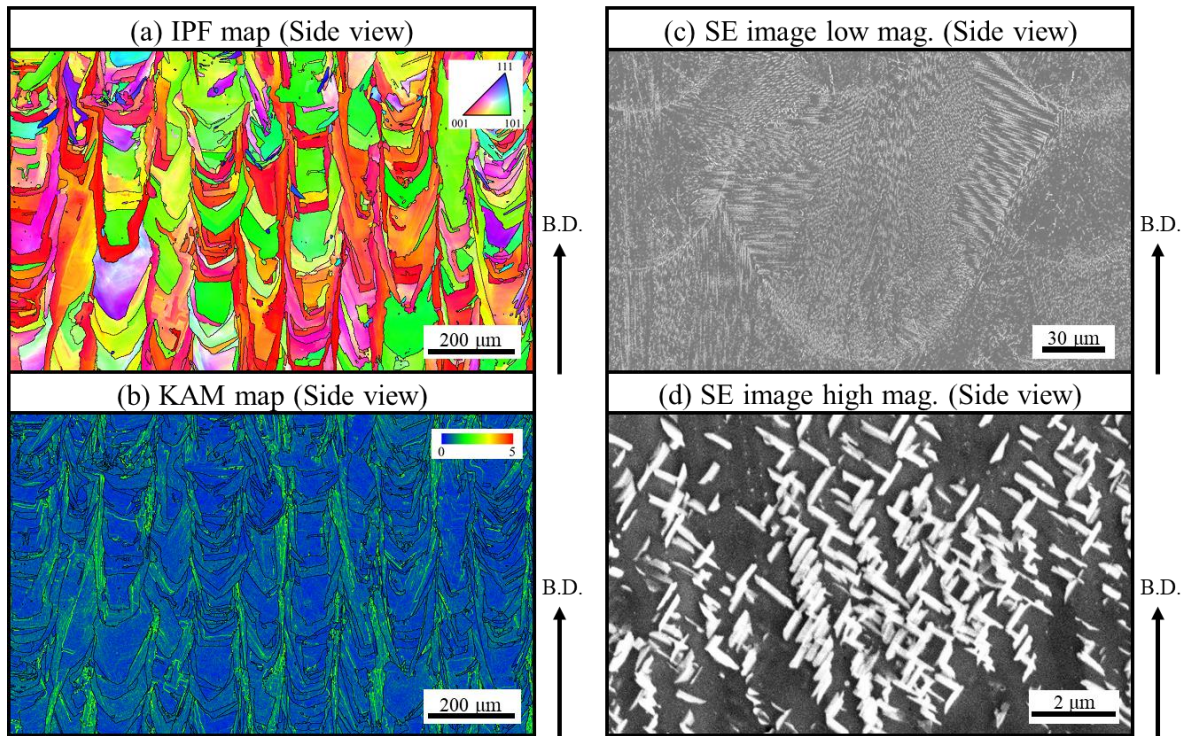 (a) IPF map (Side view)
111
001
101
200 μm
B.D.
(b) KAM map (Side view)
0
5
200 μm
B.D.
(c) SE image low mag. (Side view)
30 μm
B.D.
(d) SE image high mag. (Side view)
2 μm
B.D.